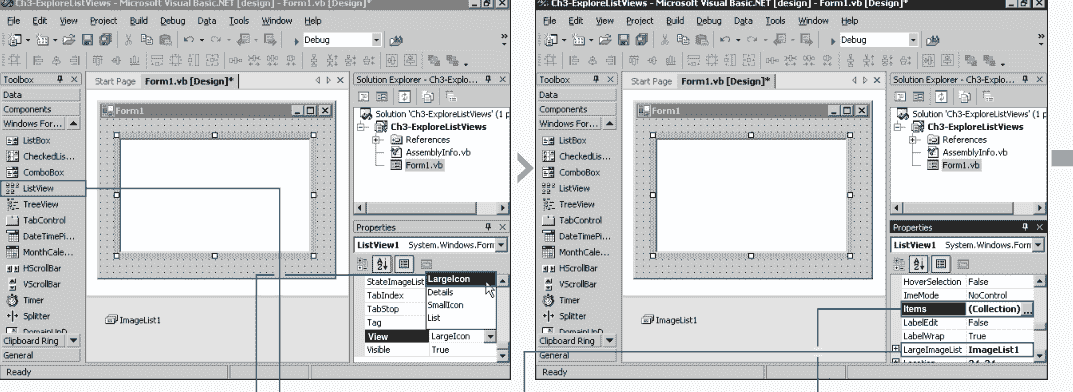 Ch3-ExploreListViews - Microsoft Visual Basic.NET [design] - Form1.vb [Design]*
File Edit View Project Build Debug Data Tools Window Help
Debug
Toolbox
Data
Components
Windows For...
ListBox
CheckedLis...
ComboBox
ListView
TreeView
TabControl
DateTimePi...
MonthCale...
HScrollBar
VScrollBar
Timer
Splitter
DomainUpD
Clipboard Ring
General
Ready
Start Page Form1.vb [Design]*
Form1
ImageList1
Solution Explorer - Ch3-Explo...
Solution 'Ch3-ExploreListViews' (1 p
Ch3-ExploreListViews
References
AssemblyInfo.vb
Form1.vb
Properties
ListView1 System.Windows.Form
StateImageList
TabIndex
TabStop
Tag
View LargeIcon
Visible True
LargeIcon
Details
SmallIcon
List
Ch3-ExploreListViews - Microsoft Visual Basic.NET [design] - Form1.vb [Design]*
File Edit View Project Build Debug Data Tools Window Help
Debug
Toolbox
Data
Components
Windows For...
ListBox
CheckedLis...
ComboBox
ListView
TreeView
TabControl
DateTimePi...
MonthCale...
HScrollBar
VScrollBar
Timer
Splitter
DomainUpD
Clipboard Ring
General
Ready
Start Page Form1.vb [Design]*
Form1
ImageList1
Solution Explorer - Ch3-Explo...
Solution 'Ch3-ExploreListViews' (1 p
Ch3-ExploreListViews
References
AssemblyInfo.vb
Form1.vb
Properties
ListView1 System.Windows.Form
HoverSelection False
ImeMode NoControl
Items (Collection) ...
LabelEdit False
LabelWrap True
LargeImageList ImageList1
Location 24, 24